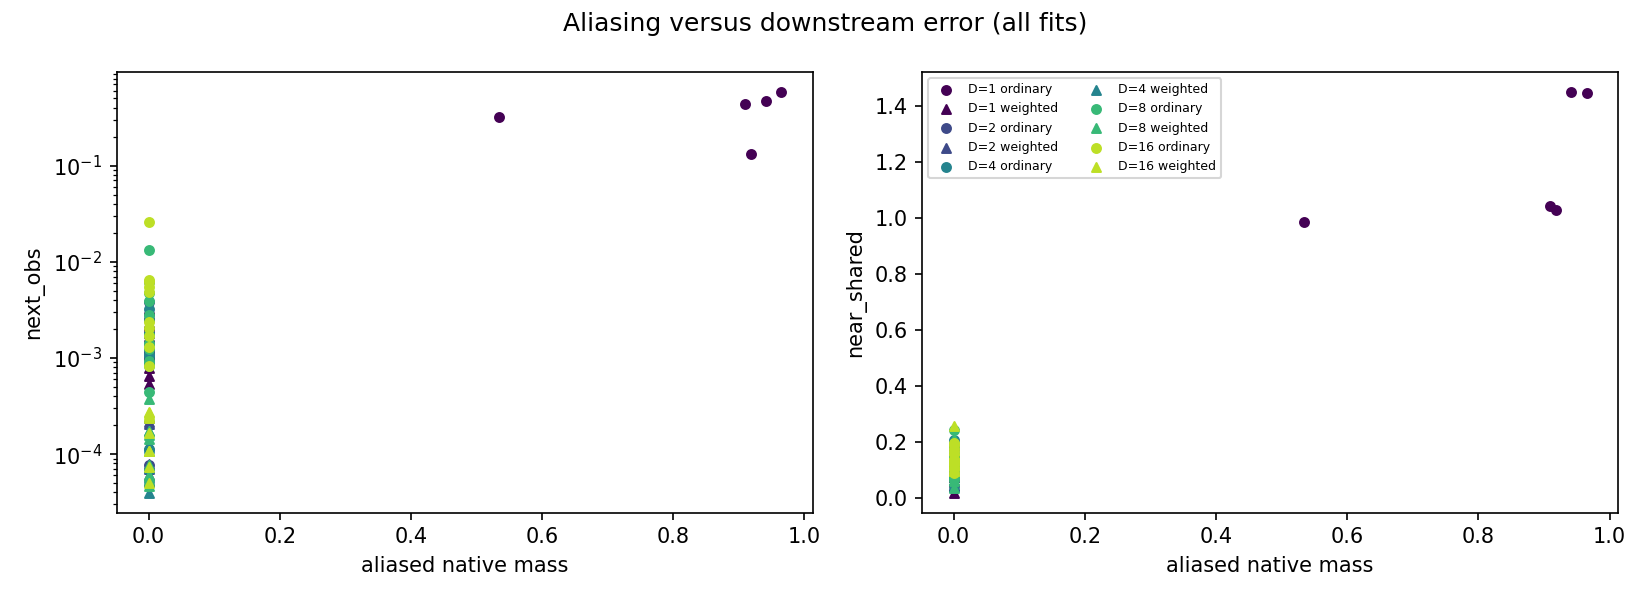 Aliasing versus downstream error (all fits)
next_obs
10⁻¹
10⁻²
10⁻³
10⁻⁴
0.0 0.2 0.4 0.6 0.8 1.0
aliased native mass
near_shared
1.4
1.2
1.0
0.8
0.6
0.4
0.2
0.0
D=1 ordinary
D=1 weighted
D=2 ordinary
D=2 weighted
D=4 ordinary
D=4 weighted
D=8 ordinary
D=8 weighted
D=16 ordinary
D=16 weighted
0.0 0.2 0.4 0.6 0.8 1.0
aliased native mass